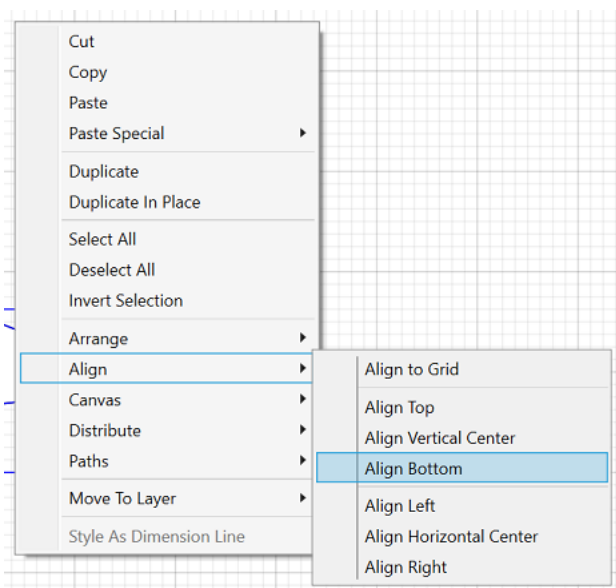 Cut
Copy
Paste
Paste Special
Duplicate
Duplicate In Place
Select All
Deselect All
Invert Selection
Arrange
Align
Canvas
Distribute
Paths
Move To Layer
Style As Dimension Line
Align to Grid
Align Top
Align Vertical Center
Align Bottom
Align Left
Align Horizontal Center
Align Right